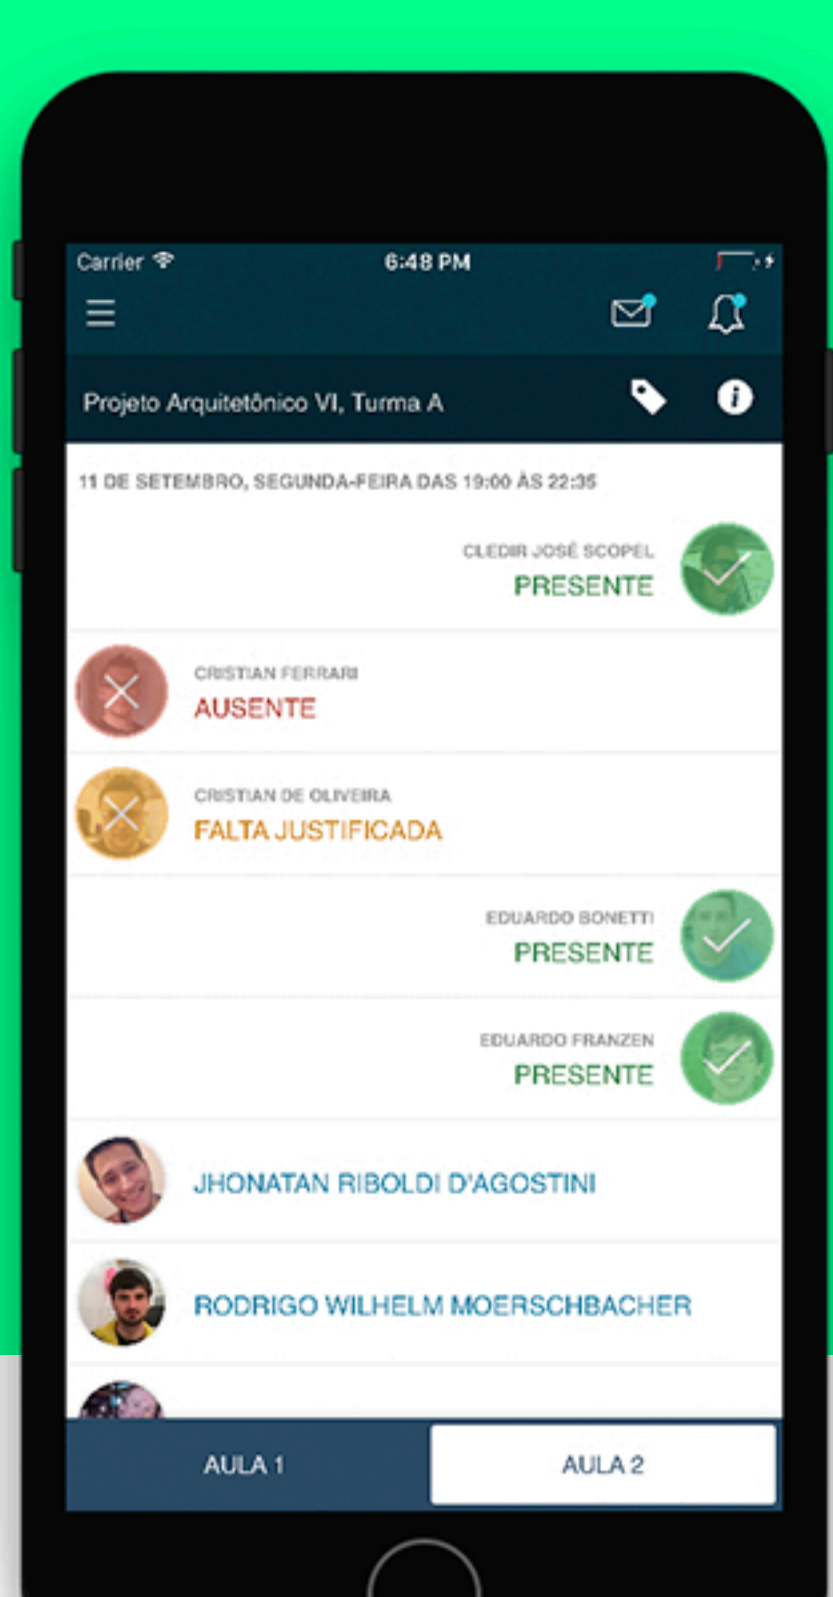 Carrier
6:48 PM
Projeto Arquitetônico VI, Turma A
11 DE SETEMBRO, SEGUNDA-FEIRA DAS 19:00 ÀS 22:35
CLEDIR JOSÉ SCOPEL
PRESENTE
CRISTIAN FERRARI
AUSENTE
CRISTIAN DE OLIVEIRA
FALTA JUSTIFICADA
EDUARDO BONETTI
PRESENTE
EDUARDO FRANZEN
PRESENTE
JHONATAN RIBOLDI D'AGOSTINI
RODRIGO WILHELM MOERSCHBACHER
AULA 1
AULA 2